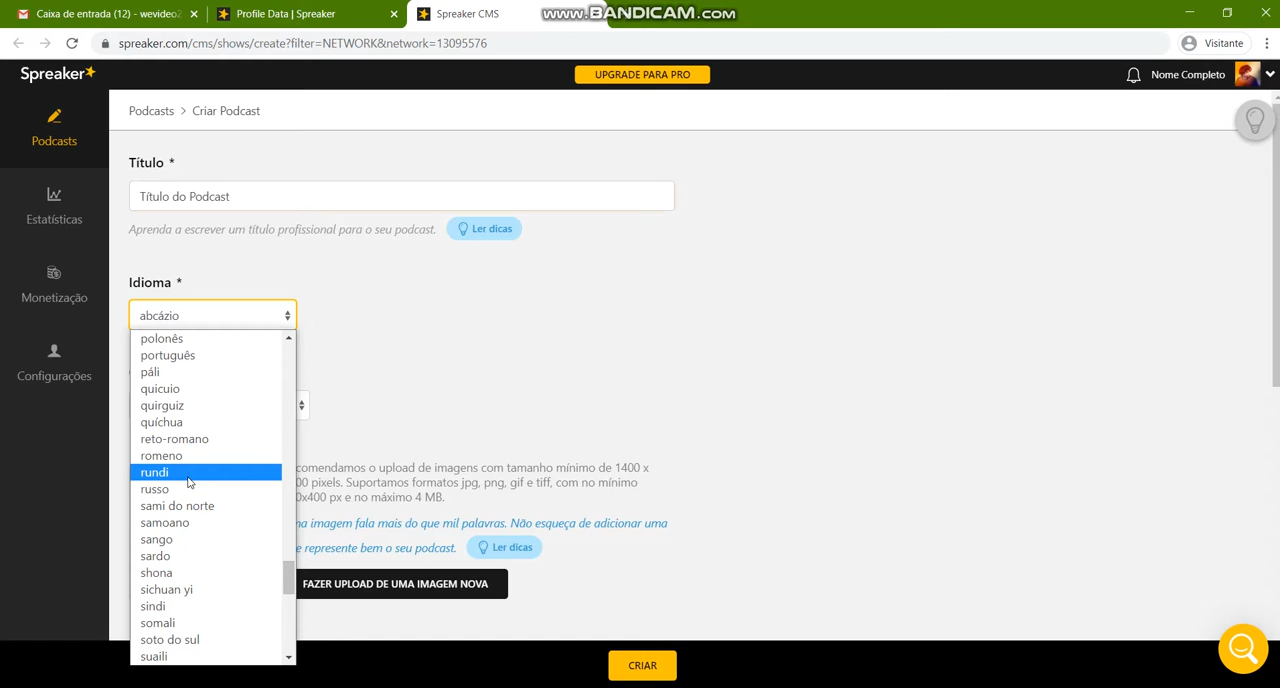 Caixa de entrada (12) - wevideo2
Profile Data | Spreaker
Spreaker CMS
www.BANDICAM.com
spreaker.com/cms/shows/create?filter=NETWORK&network=13095576
Visitante
Spreaker
UPGRADE PARA PRO
Nome Completo
Podcasts
Estatísticas
Monetização
Configurações
Podcasts > Criar Podcast
Título *
Título do Podcast
Aprenda a escrever um título profissional para o seu podcast.
Ler dicas
Idioma *
abcázio
polonês
português
páli
quicuio
quirguiz
quíchua
reto-romano
romeno
rundi
russo
sami do norte
samoano
sango
sardo
shona
sichuan yi
sindi
somali
soto do sul
suaíli
comendamos o upload de imagens com tamanho mínimo de 1400 x
00 pixels. Suportamos formatos jpg, png, gif e tiff, com no mínimo
0x400 px e no máximo 4 MB.
ma imagem fala mais do que mil palavras. Não esqueça de adicionar uma
e represente bem o seu podcast.
Ler dicas
FAZER UPLOAD DE UMA IMAGEM NOVA
CRIAR